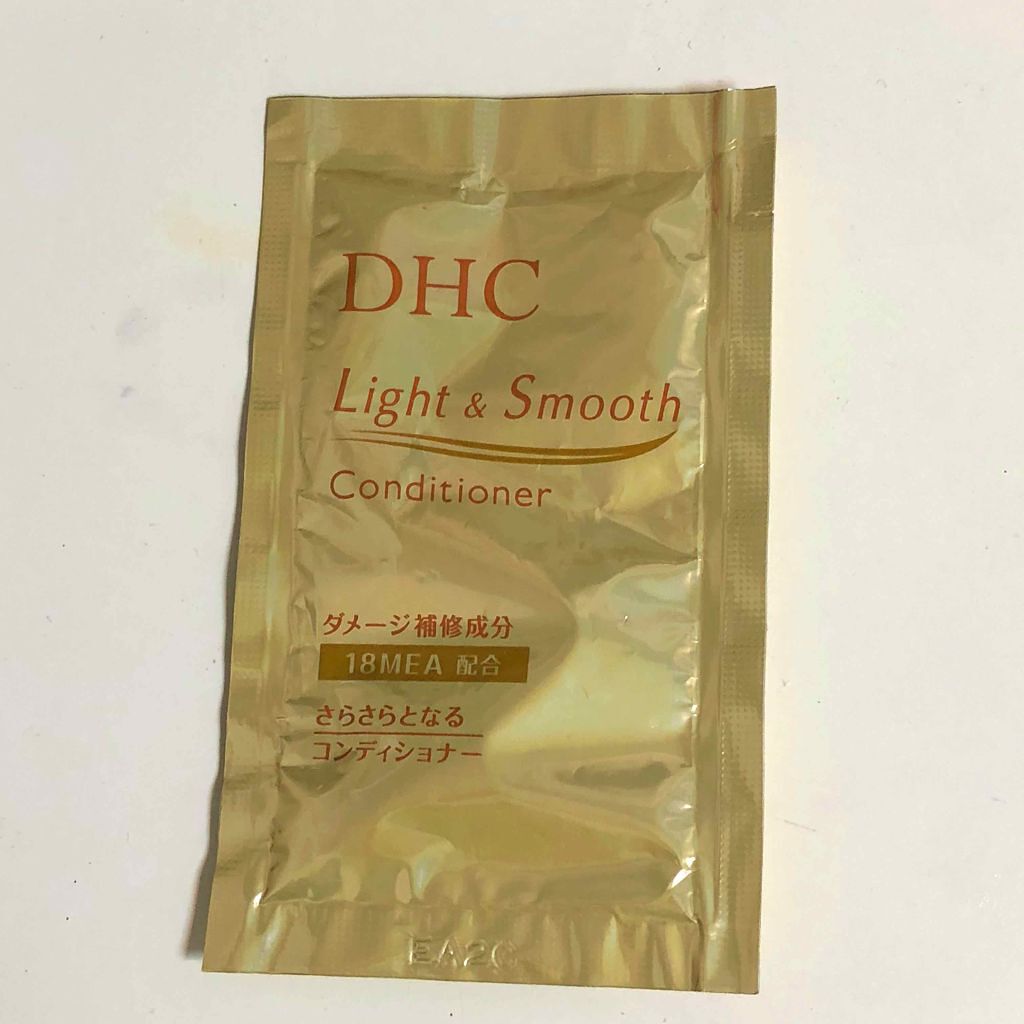 DHC
Light & Smooth
Conditioner
ダメージ補修成分
18MEA 配合
さらさらとなる
コンディショナー